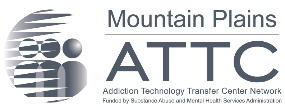 Mountain Plains
ATTC
Addiction Technology Transfer Center Network
Funded by Substance Abuse and Mental Health Services Administration